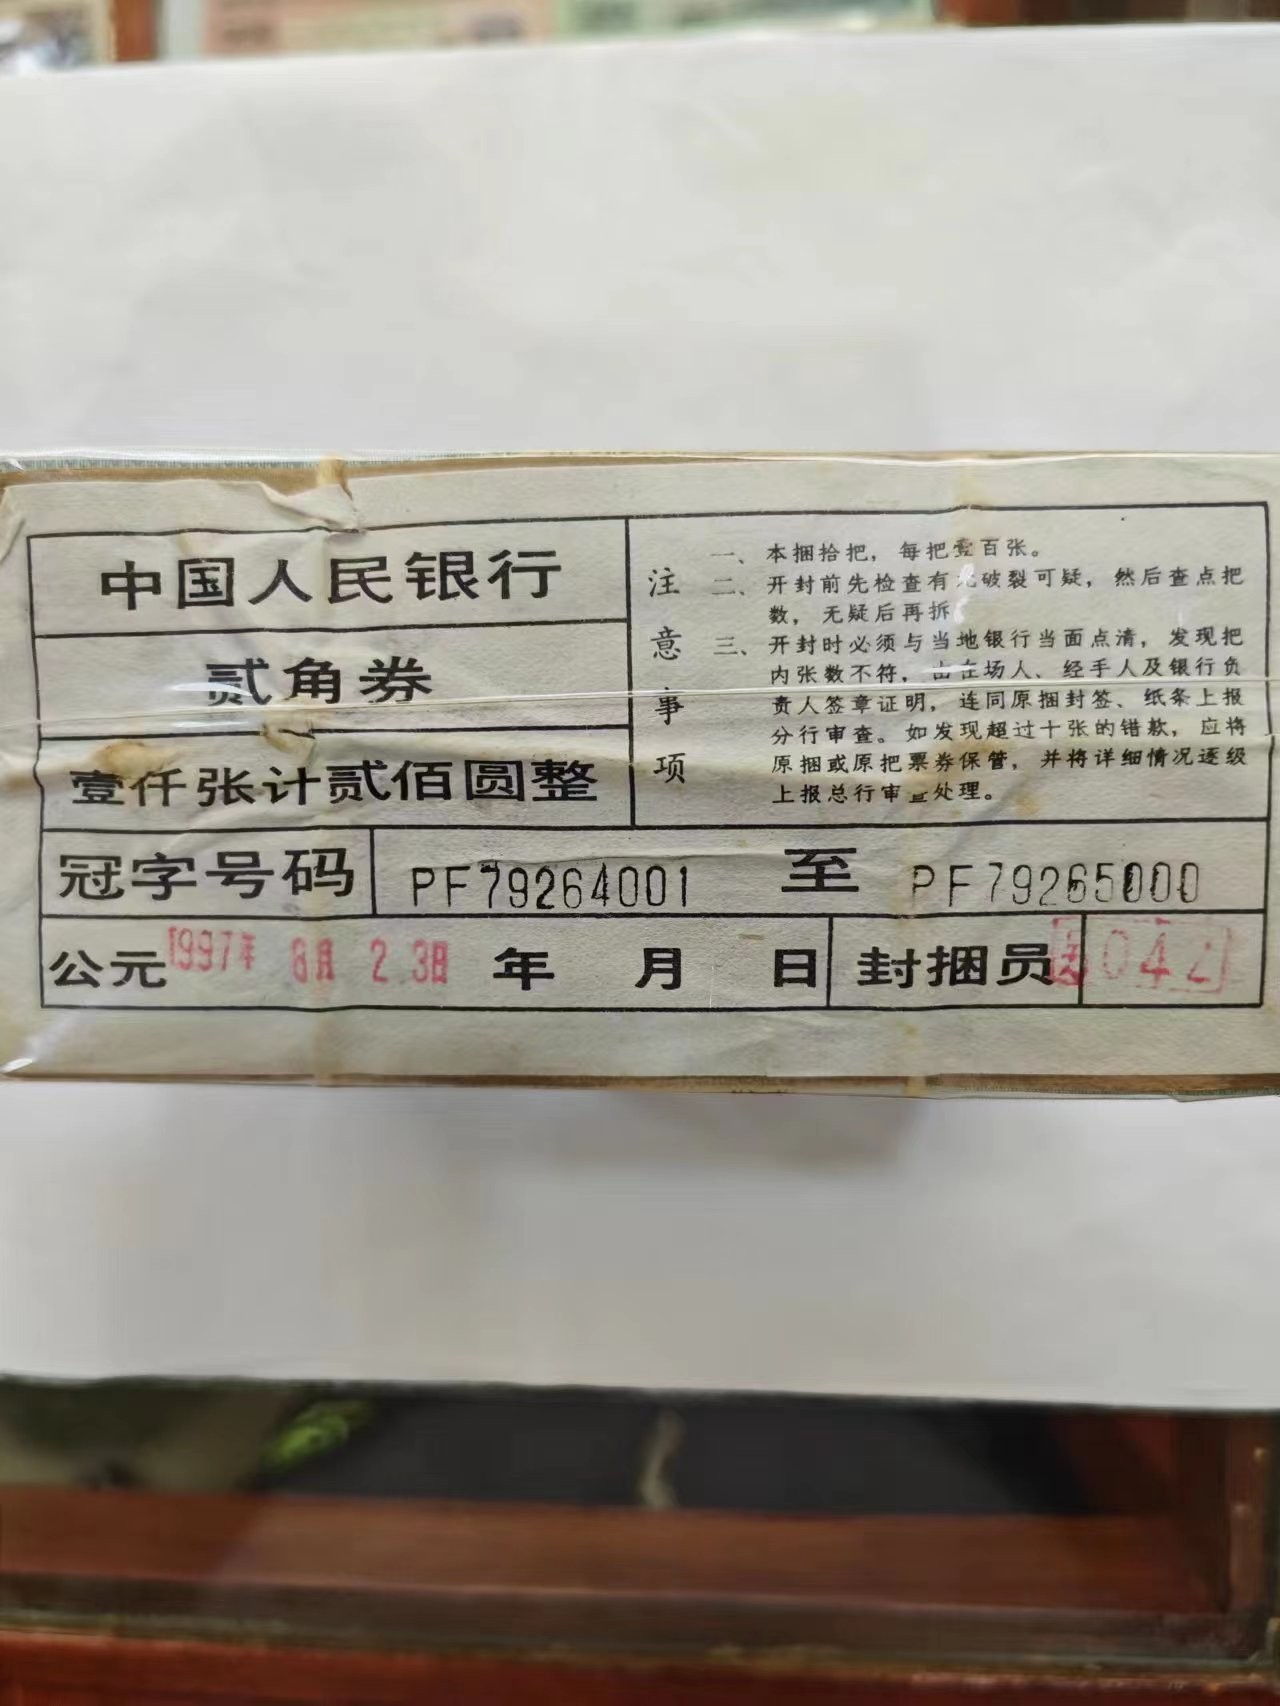 中国人民银行
贰角券
壹仟张计贰佰圆整
注意事项
一、本捆拾把，每把壹百张。
二、开封前先检查有无破裂可疑，然后查点把
数，无疑后再拆
三、开封时必须与当地银行当面点清，发现把
内张数不符，由在场人、经手人及银行负
责人签章证明，连同原捆封签、纸条上报
分行审查。如发现超过十张的错款，应将
原捆或原把票券保管，并将详细情况逐级
上报总行审查处理。
冠字号码 PF79264001 至 PF79265000
公元 1997年 8月 23日 年 月 日 封捆员 042